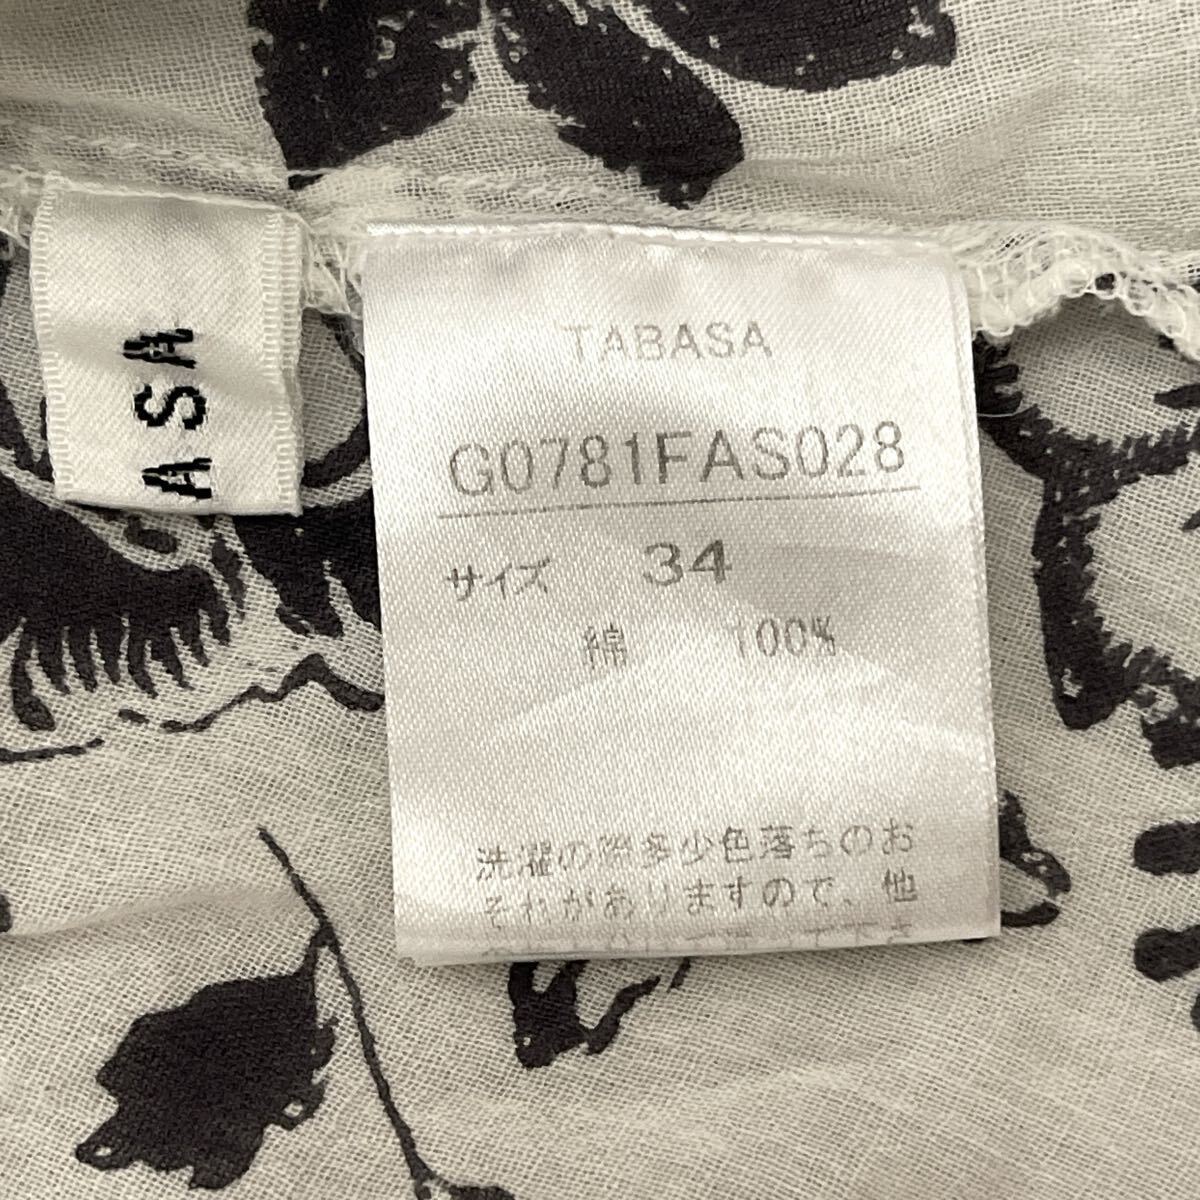 ASA
TABASA
G0781FAS028
サイズ 34
綿 100%
洗濯の際多少色落ちのお
それがありますので、他